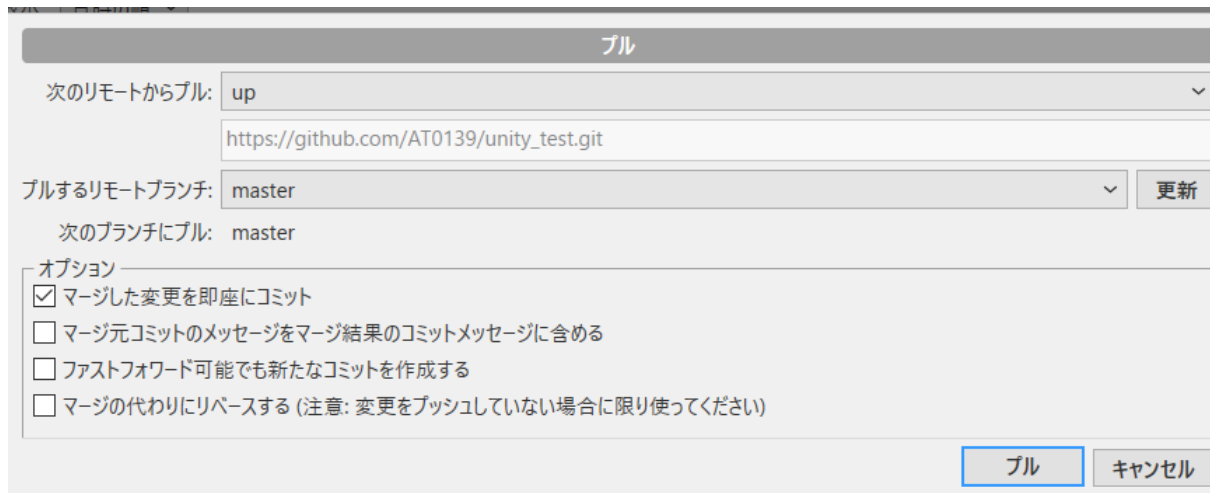 プル
次のリモートからプル: up
https://github.com/AT0139/unity_test.git
プルするリモートブランチ: master 更新
次のブランチにプル: master
オプション
マージした変更を即座にコミット
マージ元コミットのメッセージをマージ結果のコミットメッセージに含める
ファストフォワード可能でも新たなコミットを作成する
マージの代わりにリベースする (注意: 変更をプッシュしていない場合に限り使ってください)
プル キャンセル